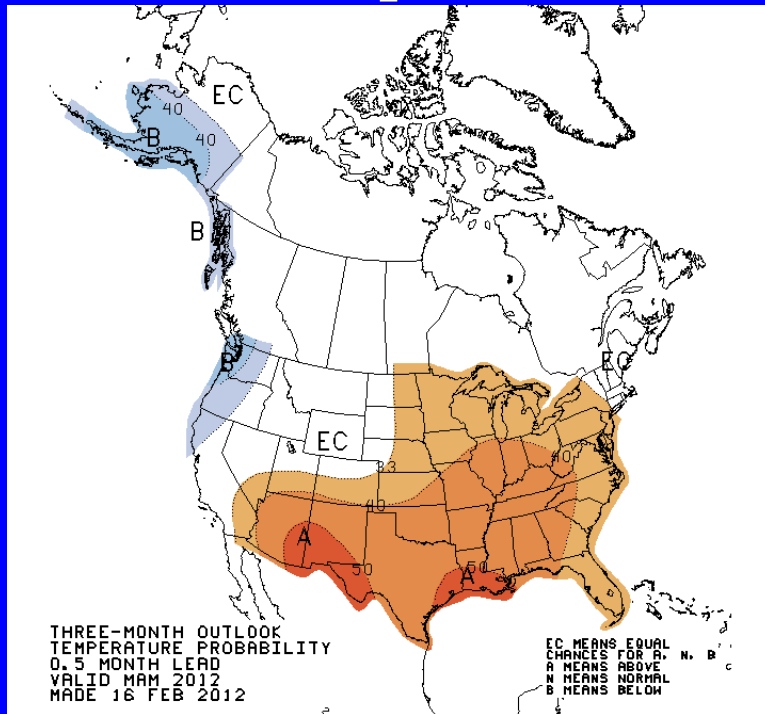 40
EC
40
B
B
B
EC
EC
33
40
40
A
50
50
A
THREE-MONTH OUTLOOK
TEMPERATURE PROBABILITY
0.5 MONTH LEAD
VALID MAM 2012
MADE 16 FEB 2012
EC MEANS EQUAL
CHANCES FOR A, N, B
A MEANS ABOVE
N MEANS NORMAL
B MEANS BELOW